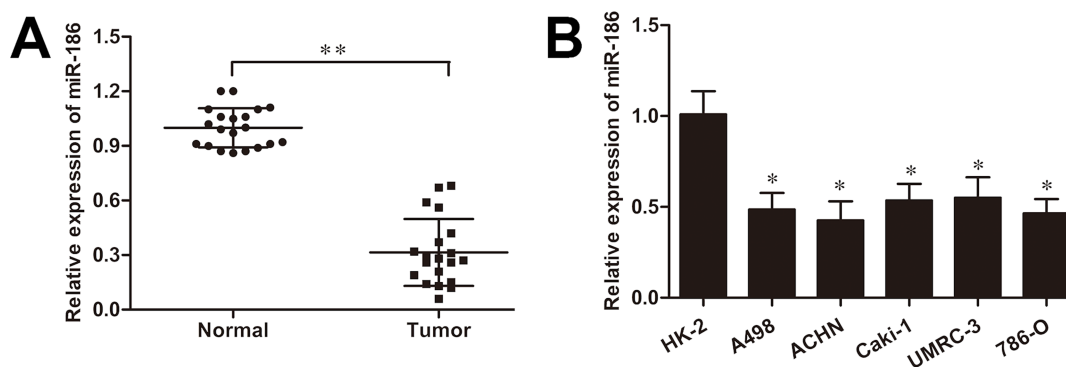 A
Relative expression of miR-186
1.5
1.2
0.9
0.6
0.3
0.0
**
Normal
Tumor
B
Relative expression of miR-186
1.5
1.0
0.5
0.0
*
*
*
*
*
HK-2
A498
ACHN
Caki-1
UMRC-3
786-O